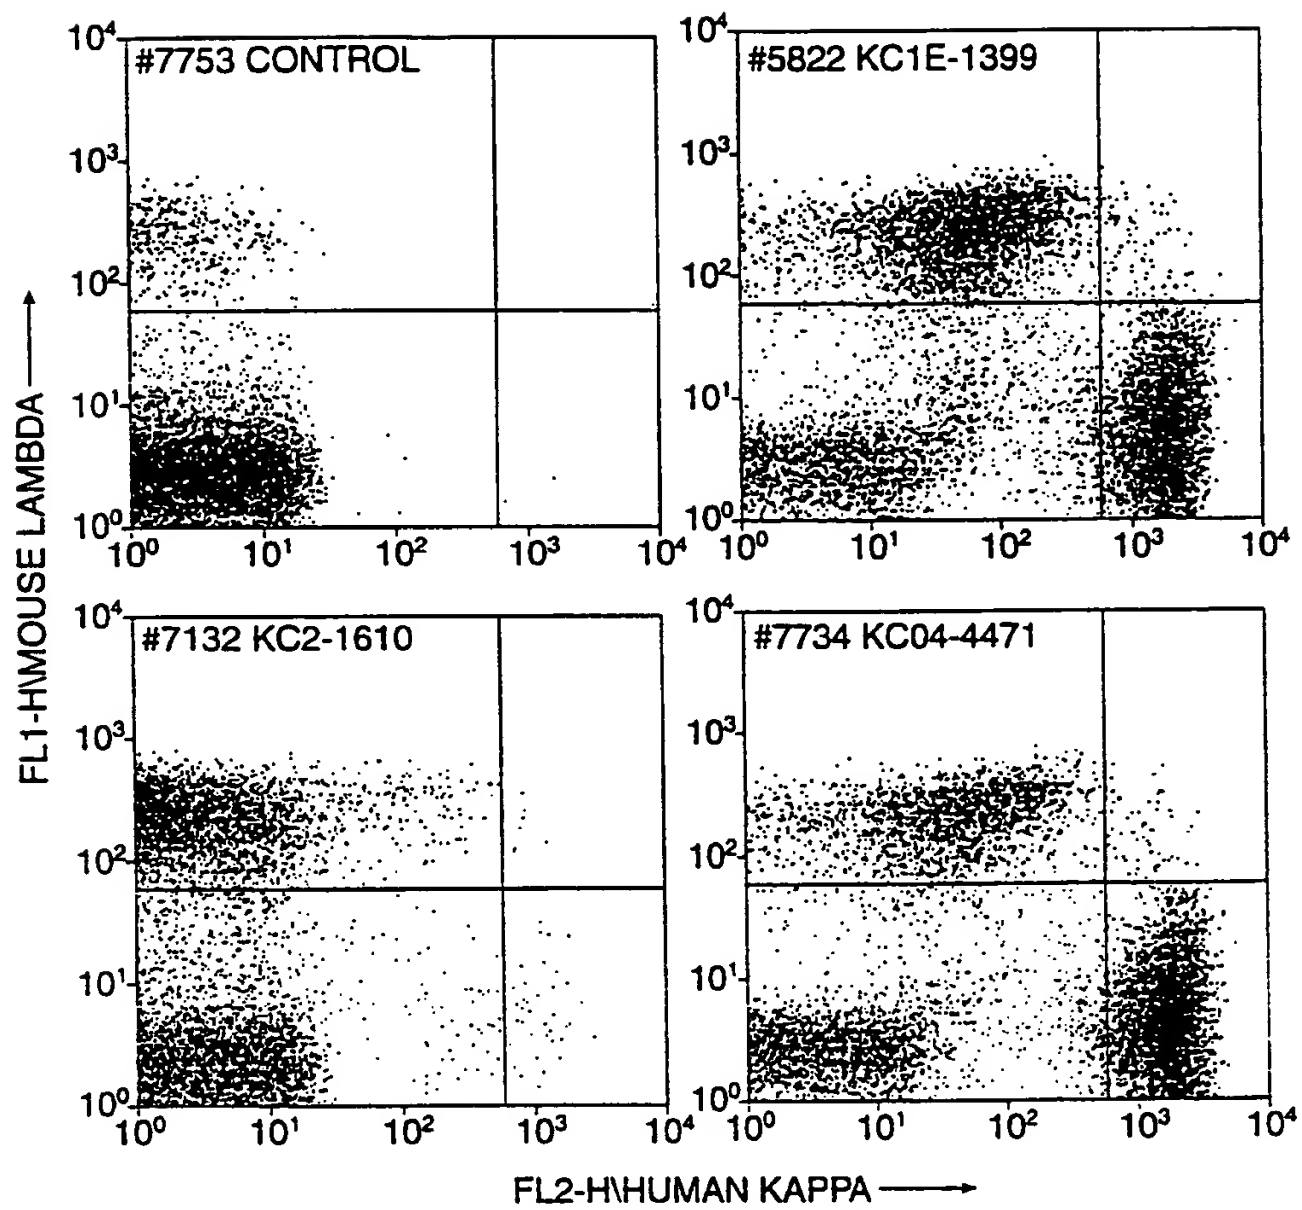 #7753 CONTROL
10⁴
10³
10²
10¹
10⁰
10⁰ 10¹ 10² 10³ 10⁴
#5822 KC1E-1399
10⁴
10³
10²
10¹
10⁰
10⁰ 10¹ 10² 10³ 10⁴
#7132 KC2-1610
10⁴
10³
10²
10¹
10⁰
10⁰ 10¹ 10² 10³ 10⁴
#7734 KC04-4471
10⁴
10³
10²
10¹
10⁰
10⁰ 10¹ 10² 10³ 10⁴
FL1-H\MOUSE LAMBDA
FL2-H\HUMAN KAPPA